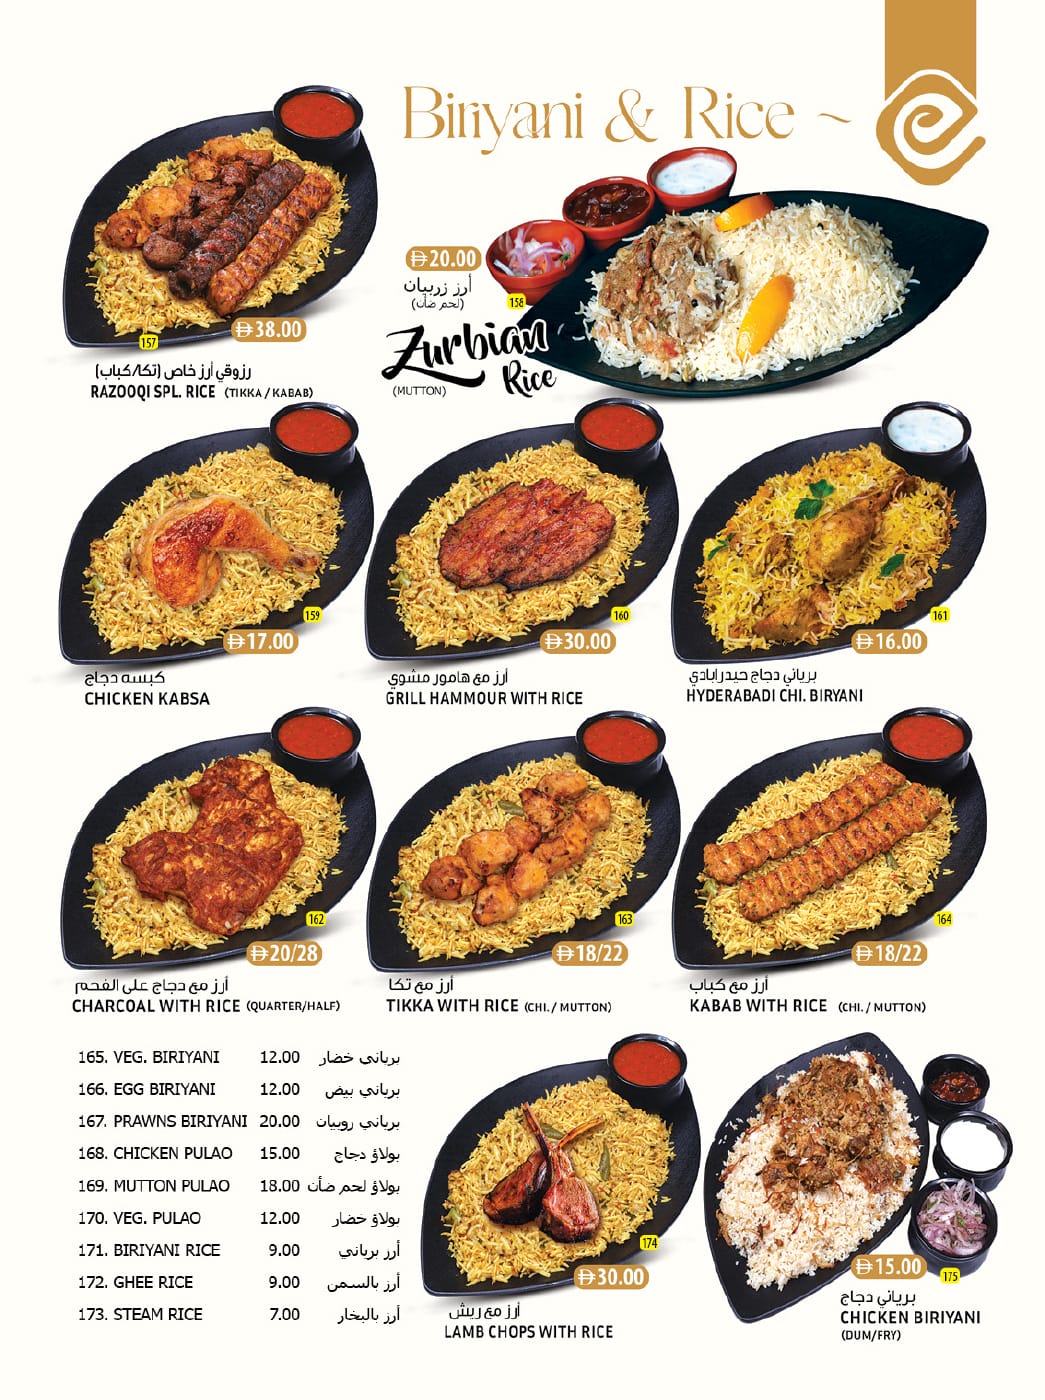 Biriyani & Rice ~
20.00
أرز زربيان
(لحم ضأن)
158
Zurbian
Rice
(MUTTON)
38.00
157
رزوقي أرز خاص (تكا/كباب)
RAZOOQI SPL. RICE (TIKKA / KABAB)
159
17.00
كبسه دجاج
CHICKEN KABSA
160
30.00
أرز مع هامور مشوي
GRILL HAMMOUR WITH RICE
161
16.00
برياني دجاج حيدرابادي
HYDERABADI CHI. BIRYANI
162
20/28
أرز مع دجاج على الفحم
CHARCOAL WITH RICE (QUARTER/HALF)
163
18/22
أرز مع تكا
TIKKA WITH RICE (CHI. / MUTTON)
164
18/22
أرز مع كباب
KABAB WITH RICE (CHI. / MUTTON)
165. VEG. BIRIYANI 12.00 برياني خضار
166. EGG BIRIYANI 12.00 برياني بيض
167. PRAWNS BIRIYANI 20.00 برياني روبيان
168. CHICKEN PULAO 15.00 بولاؤ دجاج
169. MUTTON PULAO 18.00 بولاؤ لحم ضأن
170. VEG. PULAO 12.00 بولاؤ خضار
171. BIRIYANI RICE 9.00 أرز برياني
172. GHEE RICE 9.00 أرز بالسمن
173. STEAM RICE 7.00 أرز بالبخار
174
30.00
أرز مع ريش
LAMB CHOPS WITH RICE
15.00
175
برياني دجاج
CHICKEN BIRIYANI
(DUM/FRY)